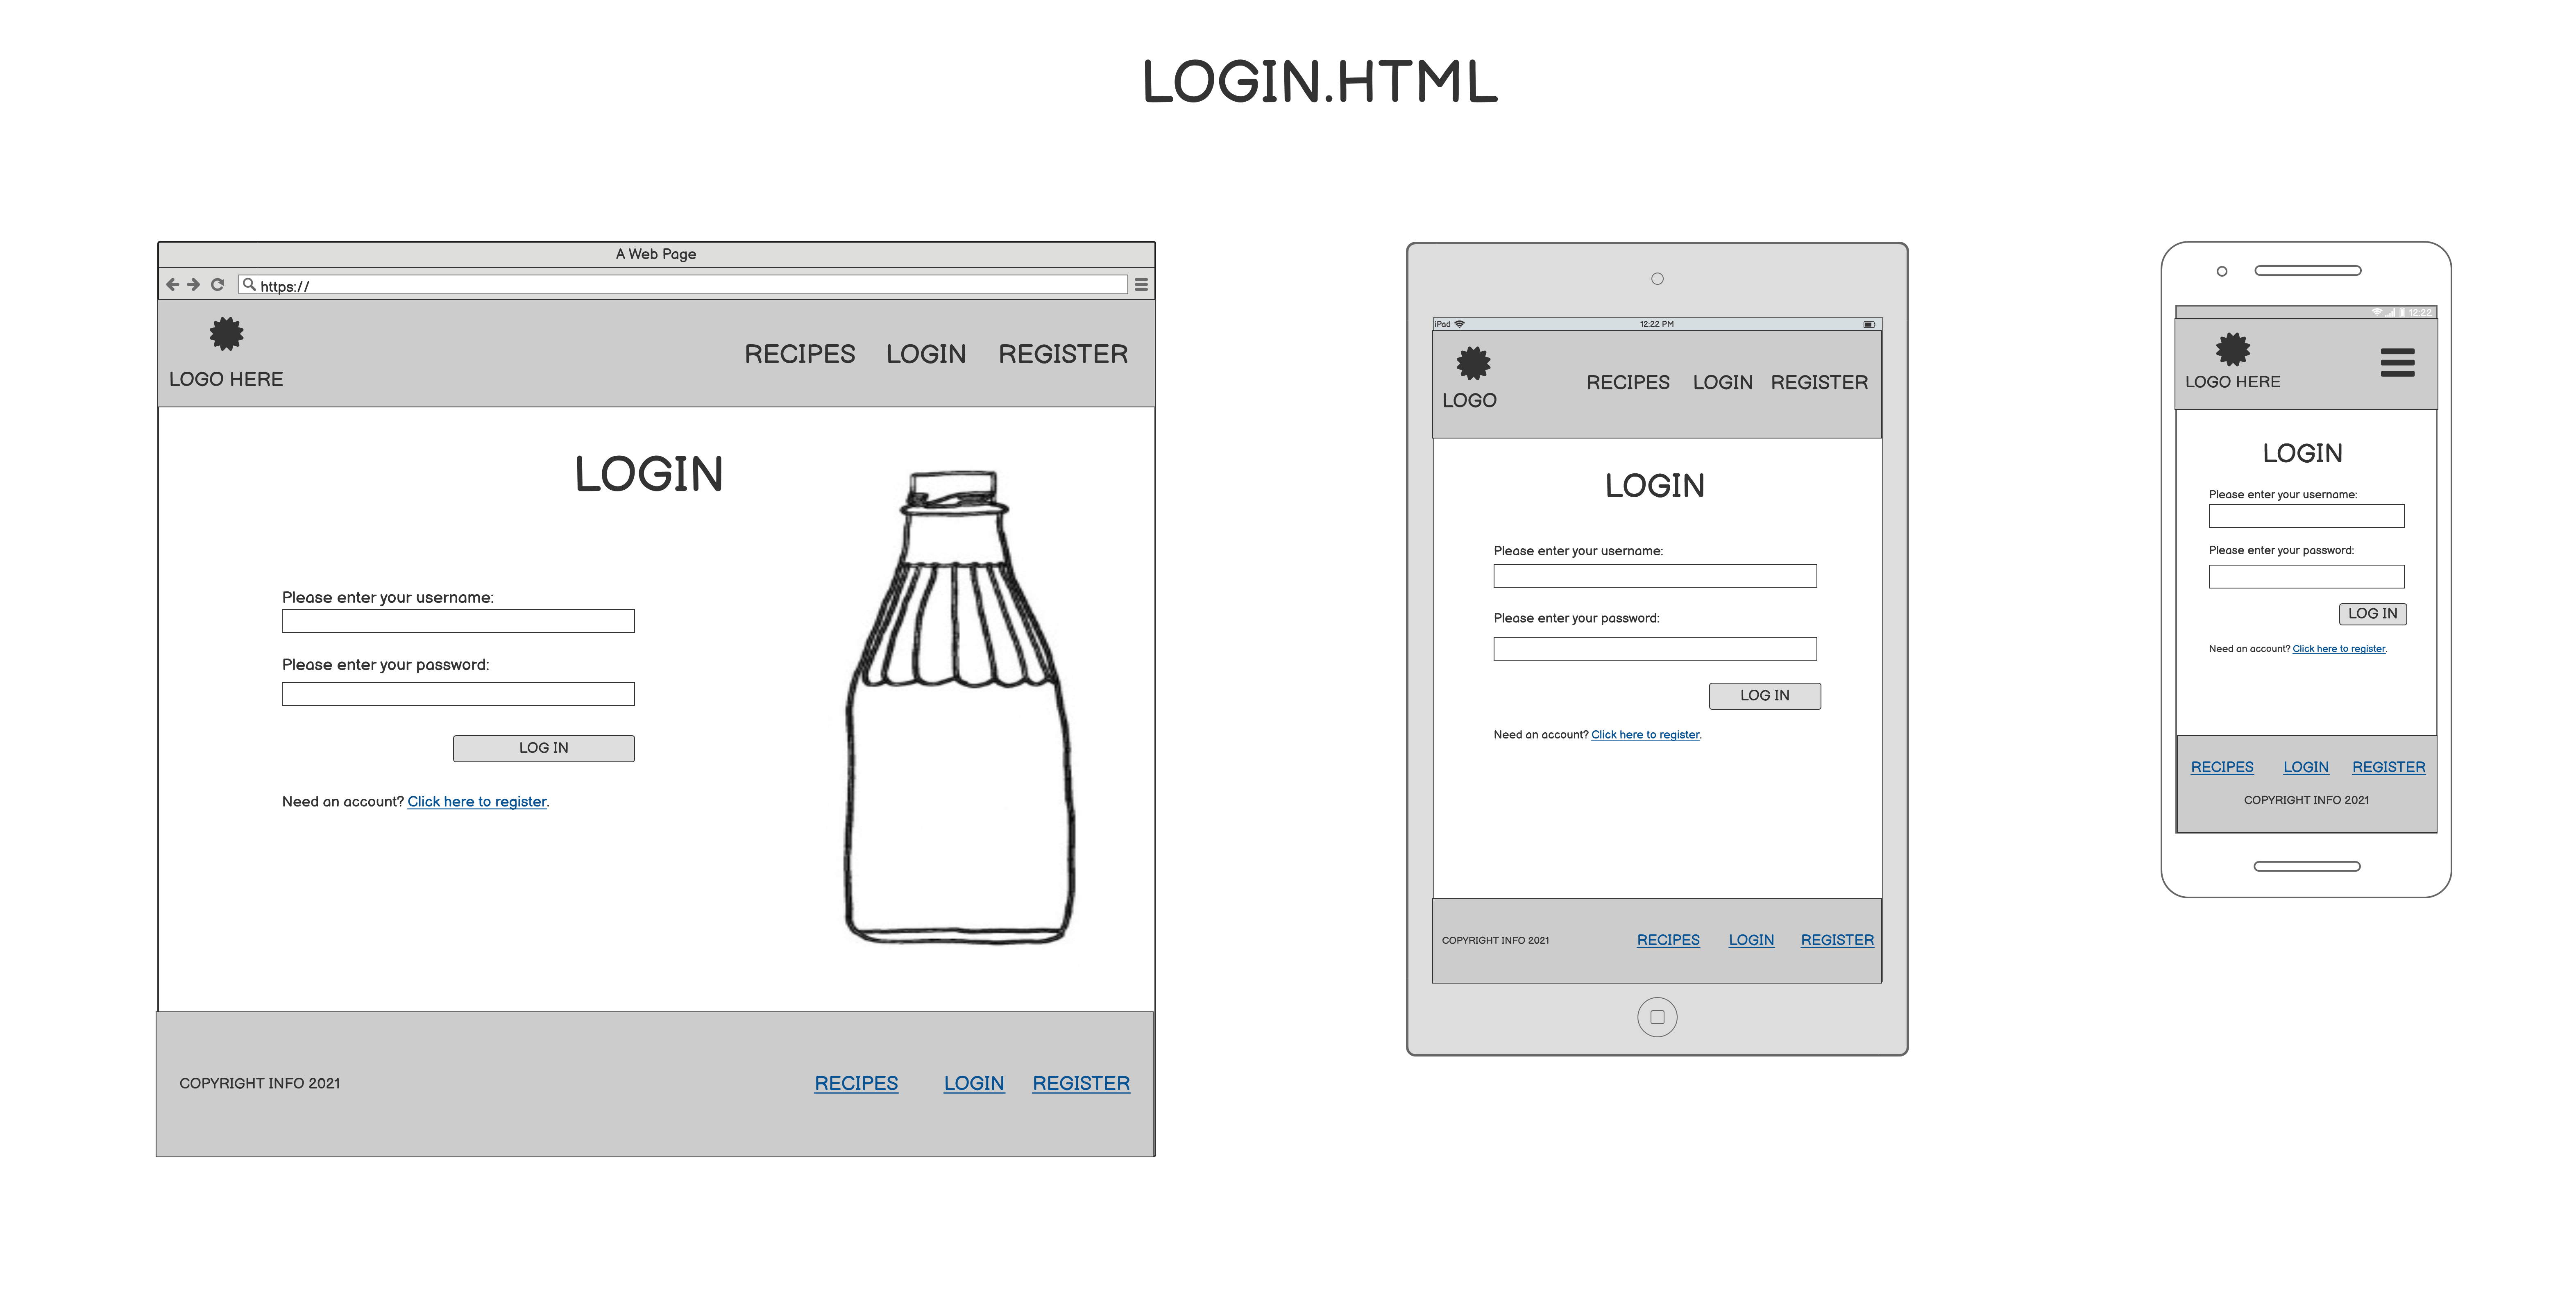 LOGIN.HTML
A Web Page
https://
LOGO HERE
RECIPES LOGIN REGISTER
LOGIN
Please enter your username:
Please enter your password:
LOG IN
Need an account? Click here to register.
COPYRIGHT INFO 2021
RECIPES LOGIN REGISTER
iPad 12:22 PM
LOGO
RECIPES LOGIN REGISTER
LOGIN
Please enter your username:
Please enter your password:
LOG IN
Need an account? Click here to register.
COPYRIGHT INFO 2021
RECIPES LOGIN REGISTER
12:22
LOGO HERE
LOGIN
Please enter your username:
Please enter your password:
LOG IN
Need an account? Click here to register.
RECIPES LOGIN REGISTER
COPYRIGHT INFO 2021